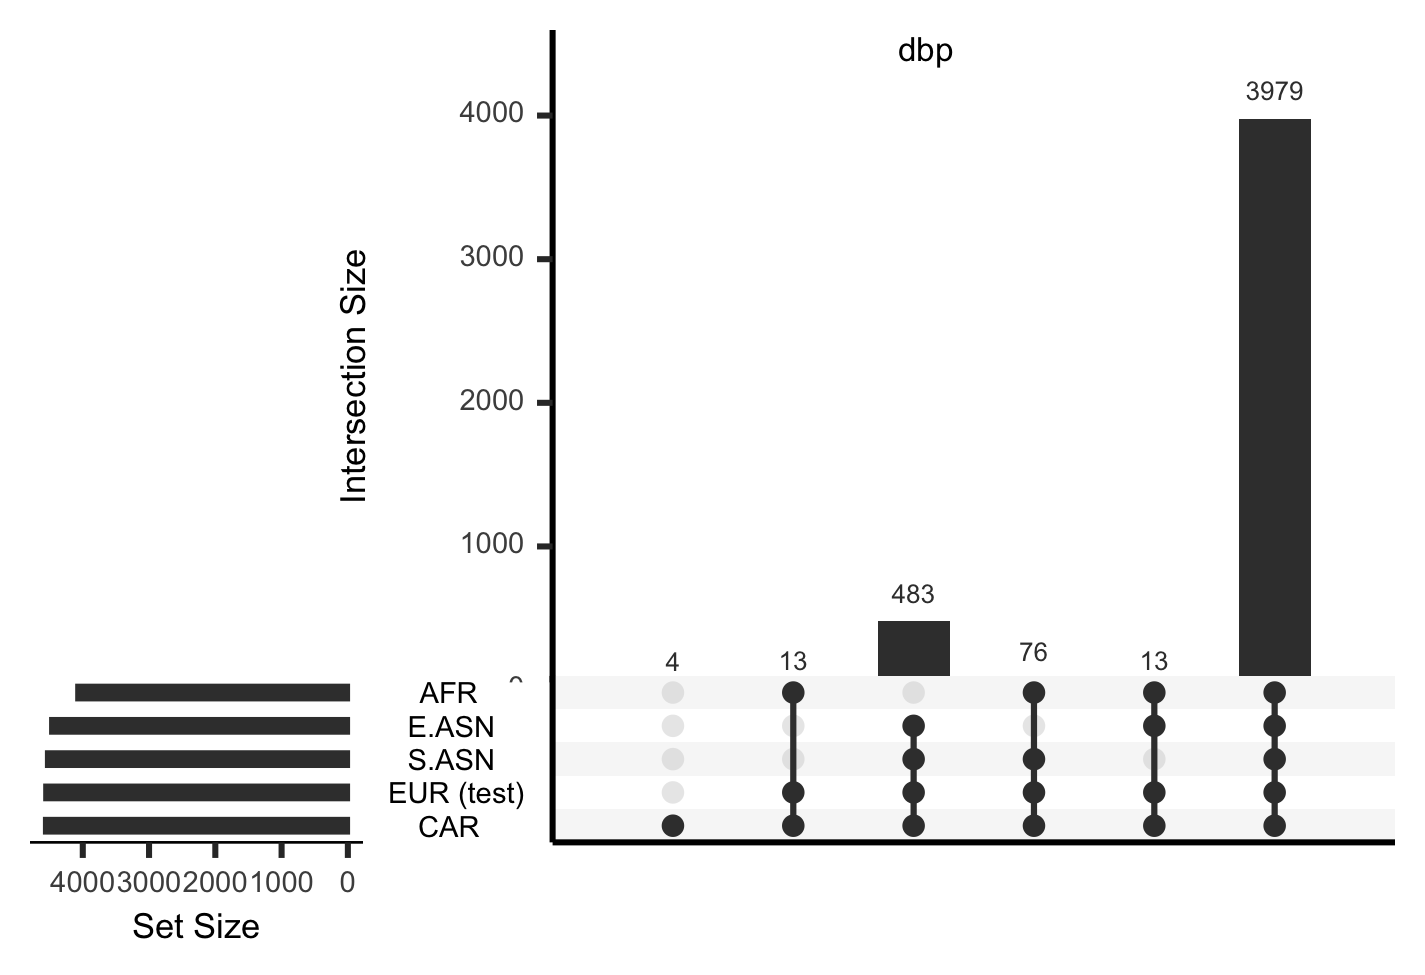 dbp
3979
4000
3000
Intersection Size
2000
1000
483
4 13 76 13
AFR
E.ASN
S.ASN
EUR (test)
CAR
4000 3000 2000 1000 0
Set Size